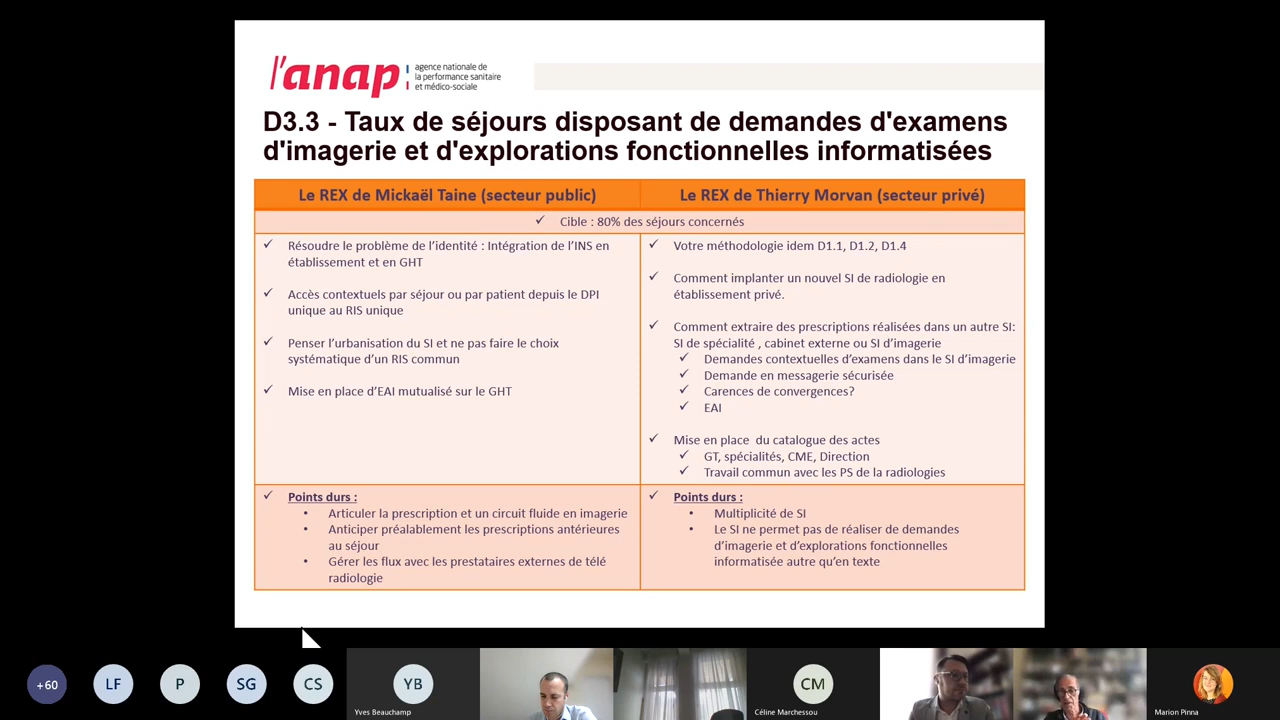 l'anap
agence nationale de
la performance sanitaire
et médico-sociale
D3.3 - Taux de séjours disposant de demandes d'examens
d'imagerie et d'explorations fonctionnelles informatisées
Le REX de Mickaël Taine (secteur public)
Le REX de Thierry Morvan (secteur privé)
✓ Cible : 80% des séjours concernés
✓ Résoudre le problème de l'identité : Intégration de l'INS en
établissement et en GHT
✓ Accès contextuels par séjour ou par patient depuis le DPI
unique au RIS unique
✓ Penser l'urbanisation du SI et ne pas faire le choix
systématique d'un RIS commun
✓ Mise en place d'EAI mutualisé sur le GHT
✓ Votre méthodologie idem D1.1, D1.2, D1.4
✓ Comment implanter un nouvel SI de radiologie en
établissement privé.
✓ Comment extraire des prescriptions réalisées dans un autre SI:
SI de spécialité , cabinet externe ou SI d'imagerie
✓ Demandes contextuelles d'examens dans le SI d'imagerie
✓ Demande en messagerie sécurisée
✓ Carences de convergences?
✓ EAI
✓ Mise en place  du catalogue des actes
✓ GT, spécialités, CME, Direction
✓ Travail commun avec les PS de la radiologies
✓ Points durs :
• Articuler la prescription et un circuit fluide en imagerie
• Anticiper préalablement les prescriptions antérieures
au séjour
• Gérer les flux avec les prestataires externes de télé
radiologie
✓ Points durs :
• Multiplicité de SI
• Le SI ne permet pas de réaliser de demandes
d'imagerie et d'explorations fonctionnelles
informatisée autre qu'en texte
+60
LF
P
SG
CS
YB
Yves Beauchamp
CM
Céline Marchessou
Marion Pinna